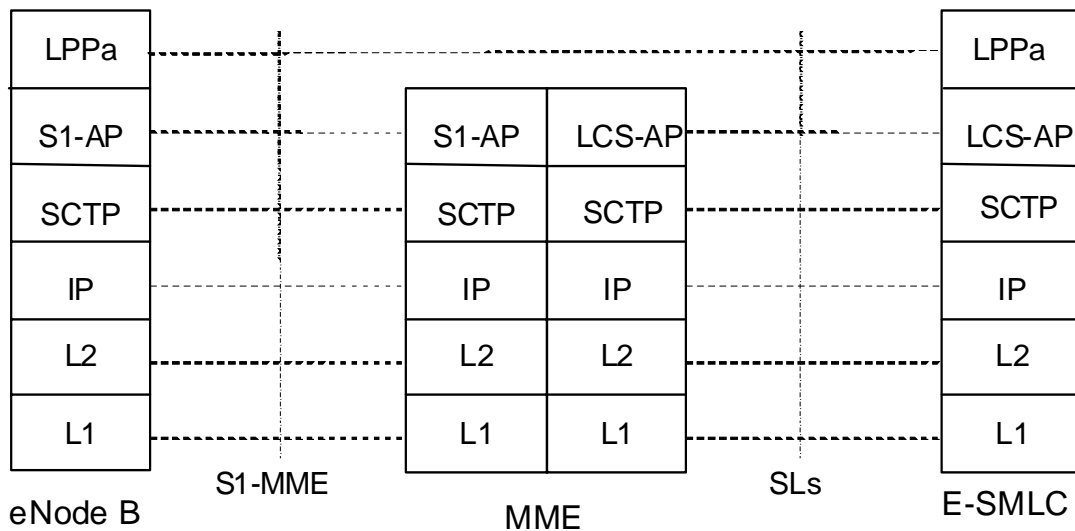 LPPa
LPPa
S1-AP
S1-AP
LCS-AP
LCS-AP
SCTP
SCTP
SCTP
SCTP
IP
IP
IP
IP
L2
L2
L2
L2
L1
L1
L1
L1
S1-MME
SLs
eNode B
MME
E-SMLC